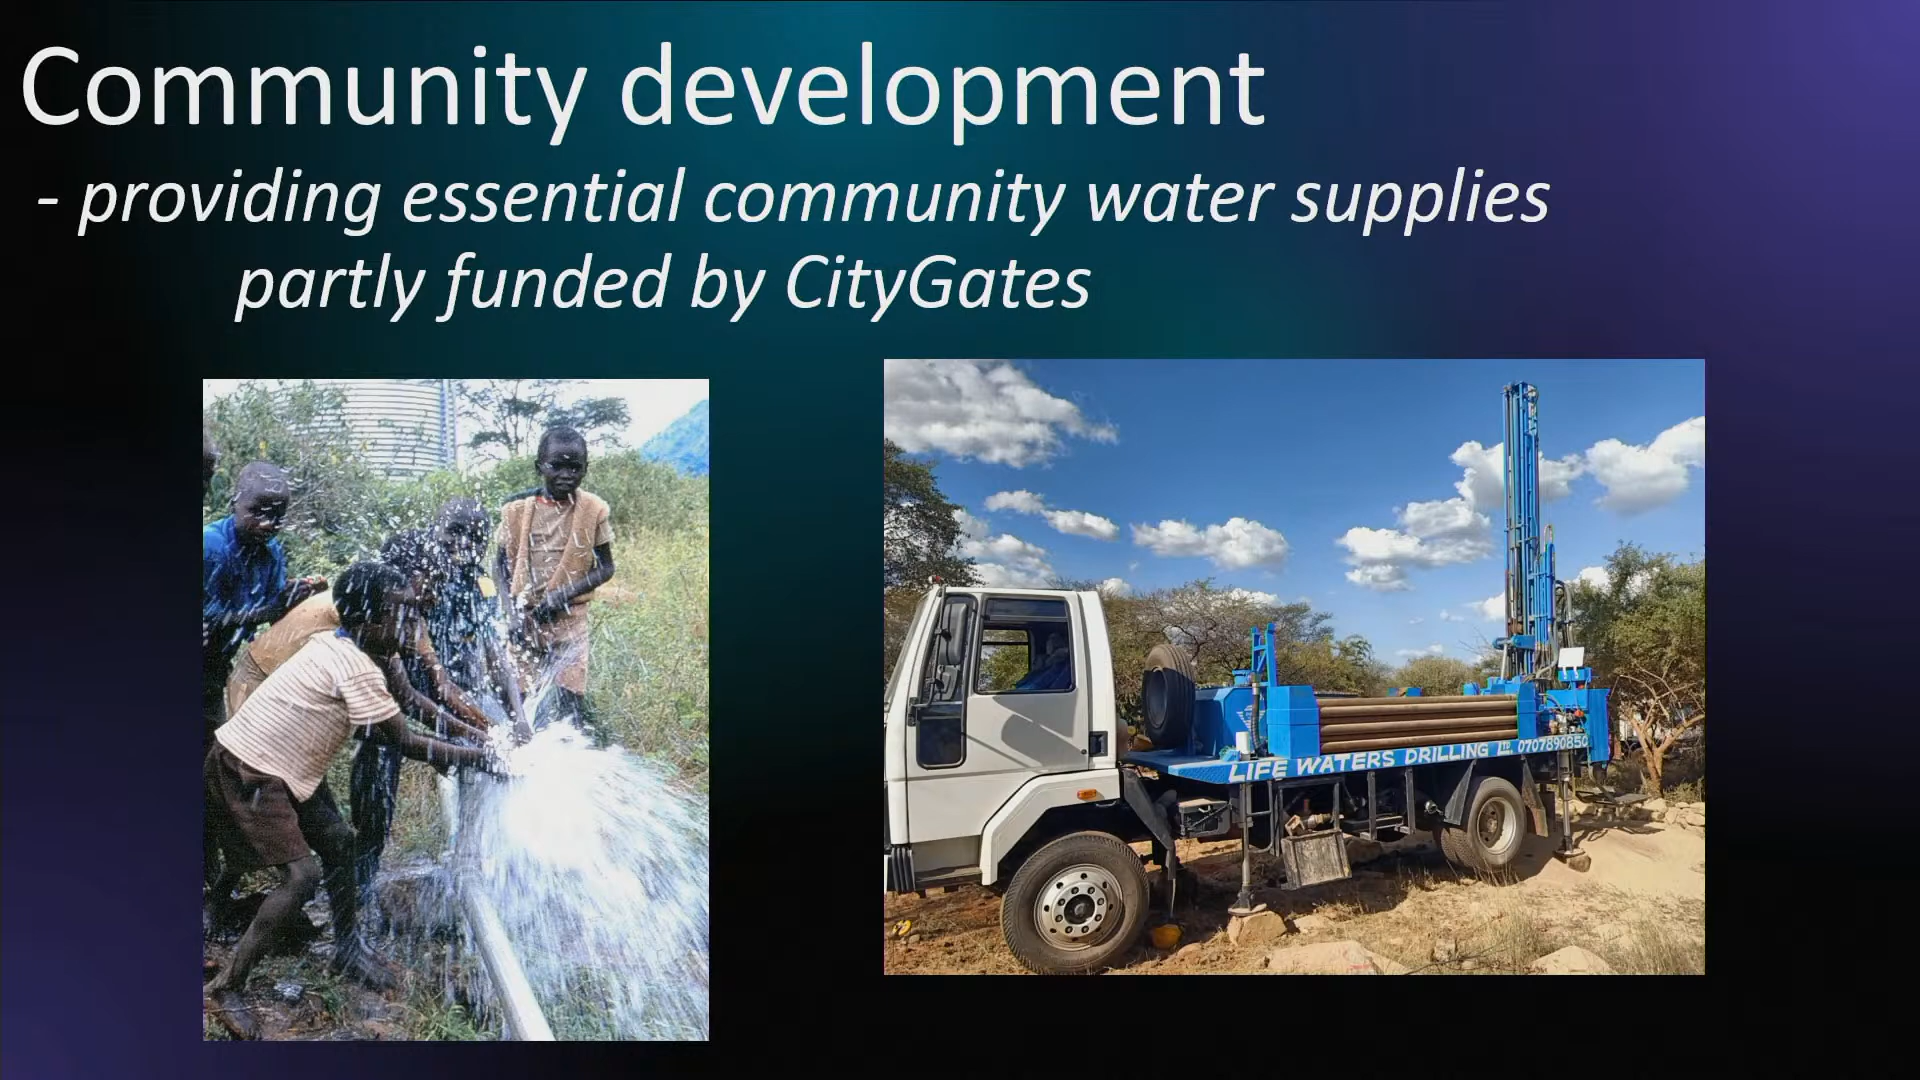 Community development
- providing essential community water supplies
partly funded by CityGates
LIFE WATERS DRILLING LTD. 0707890850